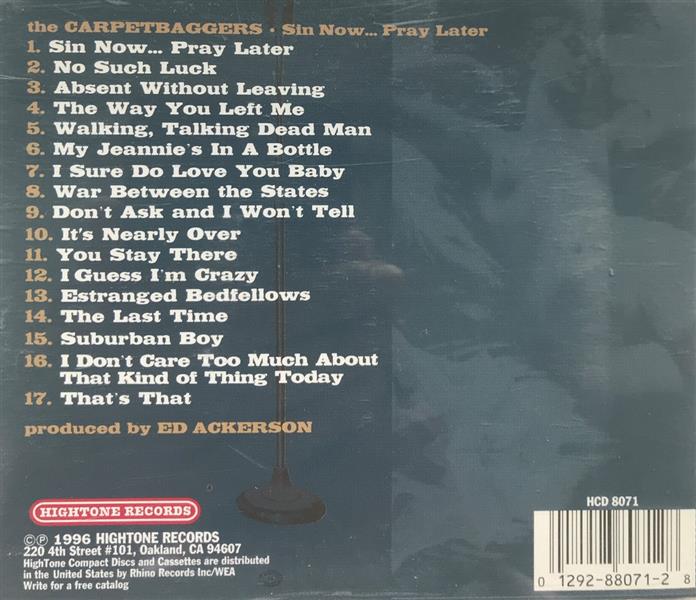 the CARPETBAGGERS · Sin Now... Pray Later
1. Sin Now... Pray Later
2. No Such Luck
3. Absent Without Leaving
4. The Way You Left Me
5. Walking, Talking Dead Man
6. My Jeannie's In A Bottle
7. I Sure Do Love You Baby
8. War Between the States
9. Don't Ask and I Won't Tell
10. It's Nearly Over
11. You Stay There
12. I Guess I'm Crazy
13. Estranged Bedfellows
14. The Last Time
15. Suburban Boy
16. I Don't Care Too Much About
That Kind of Thing Today
17. That's That
produced by ED ACKERSON
HIGHTONE RECORDS
©℗ 1996 HIGHTONE RECORDS
220 4th Street #101, Oakland, CA 94607
HighTone Compact Discs and Cassettes are distributed
in the United States by Rhino Records Inc/WEA
Write for a free catalog
HCD 8071
0 12928-88071-2 8